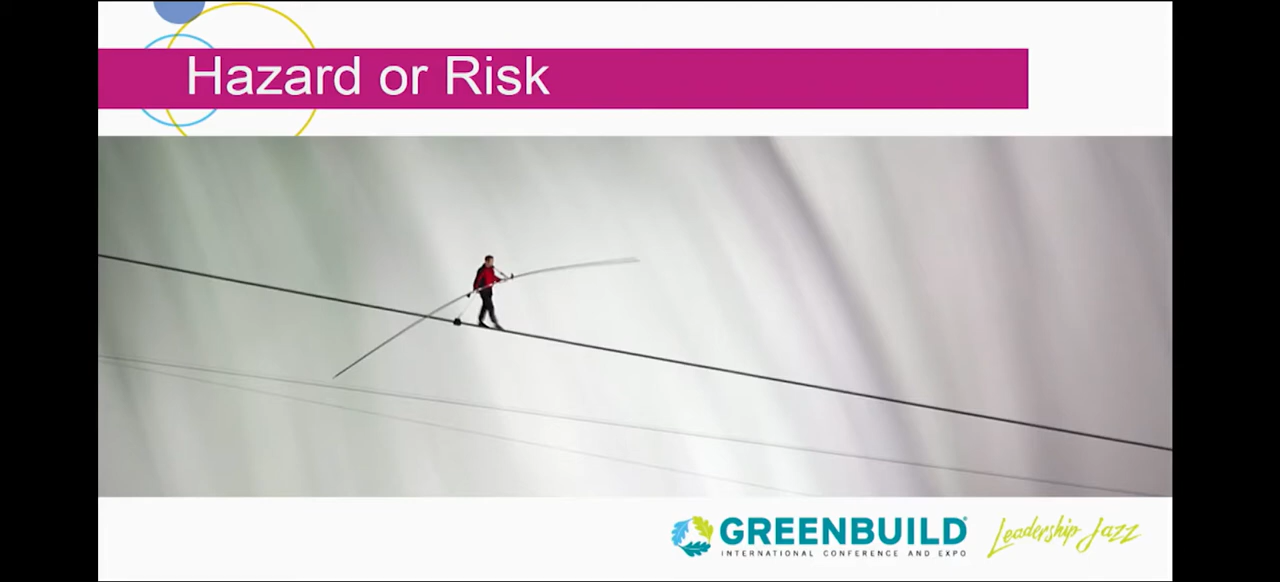 Hazard or Risk
GREENBUILD®
INTERNATIONAL CONFERENCE AND EXPO
Leadership Jazz